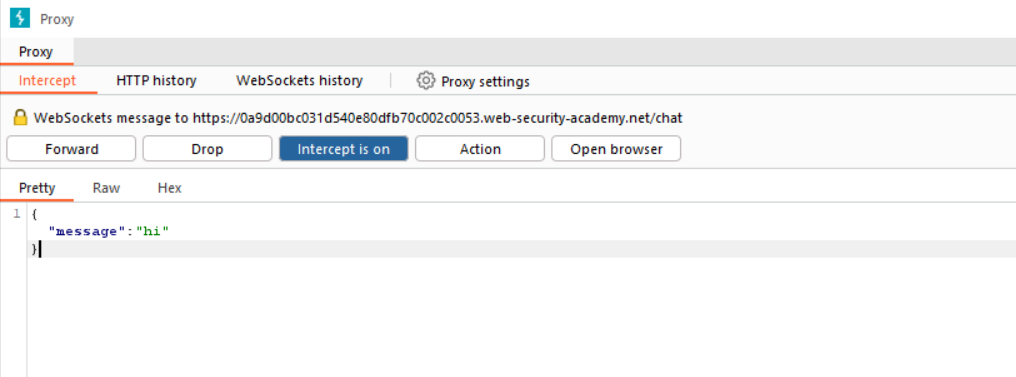 Proxy
Proxy
Intercept HTTP history WebSockets history Proxy settings
WebSockets message to https://0a9d00bc031d540e80dfb70c002c0053.web-security-academy.net/chat
Forward Drop Intercept is on Action Open browser
Pretty Raw Hex
1 {
"message":"hi"
}